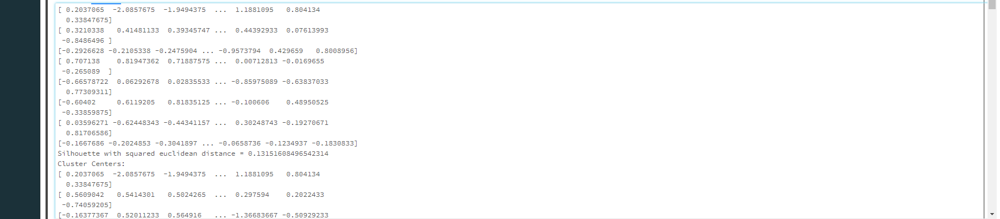 [ 0.2037065  -2.0857675  -1.9494375  ...  1.1881095   0.804134
  0.33847675]
[ 0.3210338   0.41481133  0.39345747 ...  0.44392933  0.07613993
 -0.8486496 ]
[-0.2926628 -0.2105338 -0.2475904 ... -0.9573794  0.429659   0.8008956]
[ 0.707138    0.81947362  0.71887575 ...  0.00712813 -0.0169655
 -0.265089  ]
[-0.66578722  0.06292678  0.02835533 ... -0.85975089 -0.63837033
  0.77309311]
[-0.60402     0.6119205   0.81835125 ... -0.100606    0.48950525
 -0.33859875]
[ 0.03596271 -0.62448343 -0.44341157 ...  0.30248743 -0.19270671
  0.81706586]
[-0.1667686 -0.2024853 -0.3041897 ... -0.0658736 -0.1234937 -0.1830833]
Silhouette with squared euclidean distance = 0.13151608496542314
Cluster Centers:
[ 0.2037065  -2.0857675  -1.9494375  ...  1.1881095   0.804134
  0.33847675]
[ 0.5609042   0.5414301   0.5024265  ...  0.297594    0.2022433
 -0.74059205]
[-0.16377367  0.52011233  0.564916   ... -1.36683667 -0.50929233